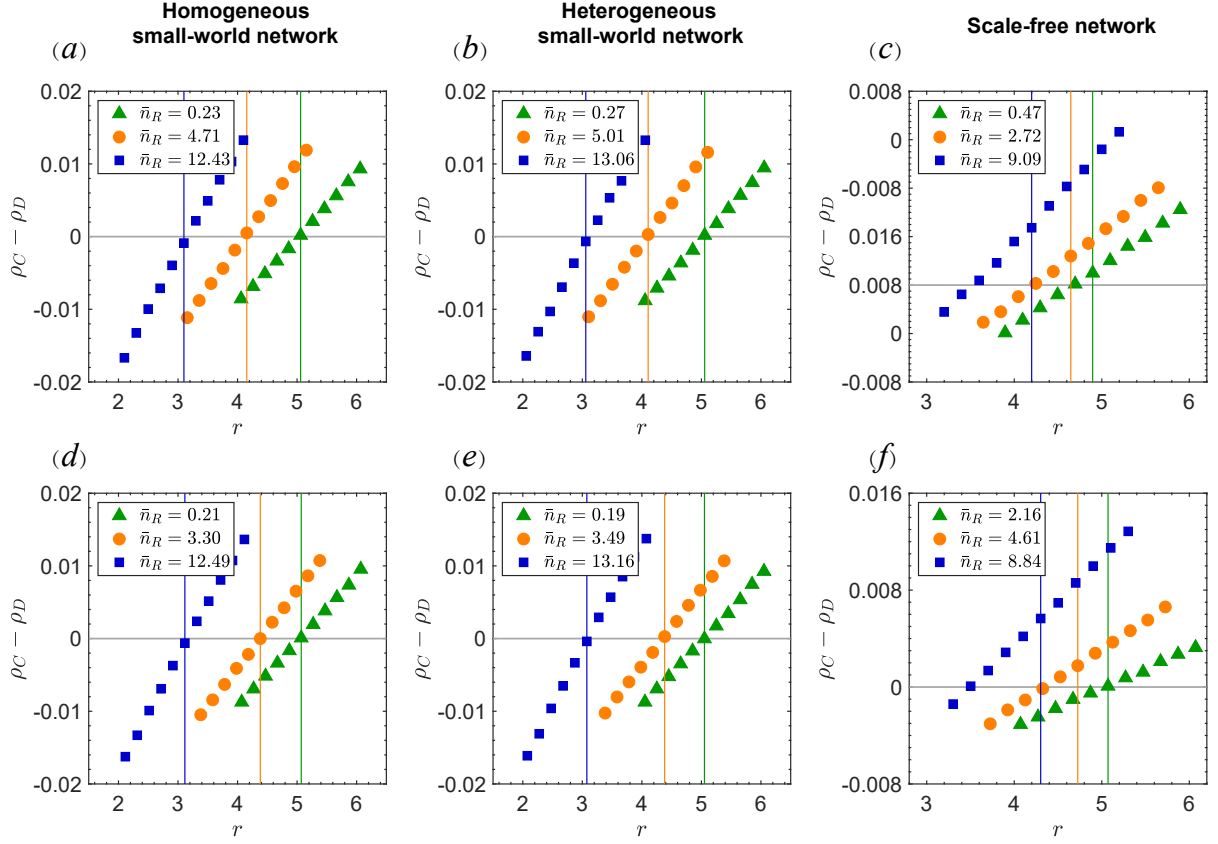 Homogeneous
small-world network
Heterogeneous
small-world network
Scale-free network
(a)
0.02
0.01
0
-0.01
-0.02
ρC − ρD
n̄R = 0.23
n̄R = 4.71
n̄R = 12.43
2 3 4 5 6
r
(b)
0.02
0.01
0
-0.01
-0.02
ρC − ρD
n̄R = 0.27
n̄R = 5.01
n̄R = 13.06
2 3 4 5 6
r
(c)
0.008
0
-0.008
0.016
0.008
0
-0.008
ρC − ρD
n̄R = 0.47
n̄R = 2.72
n̄R = 9.09
3 4 5 6
r
(d)
0.02
0.01
0
-0.01
-0.02
ρC − ρD
n̄R = 0.21
n̄R = 3.30
n̄R = 12.49
2 3 4 5 6
r
(e)
0.02
0.01
0
-0.01
-0.02
ρC − ρD
n̄R = 0.19
n̄R = 3.49
n̄R = 13.16
2 3 4 5 6
r
(f)
0.016
0.008
0
-0.008
ρC − ρD
n̄R = 2.16
n̄R = 4.61
n̄R = 8.84
3 4 5 6
r